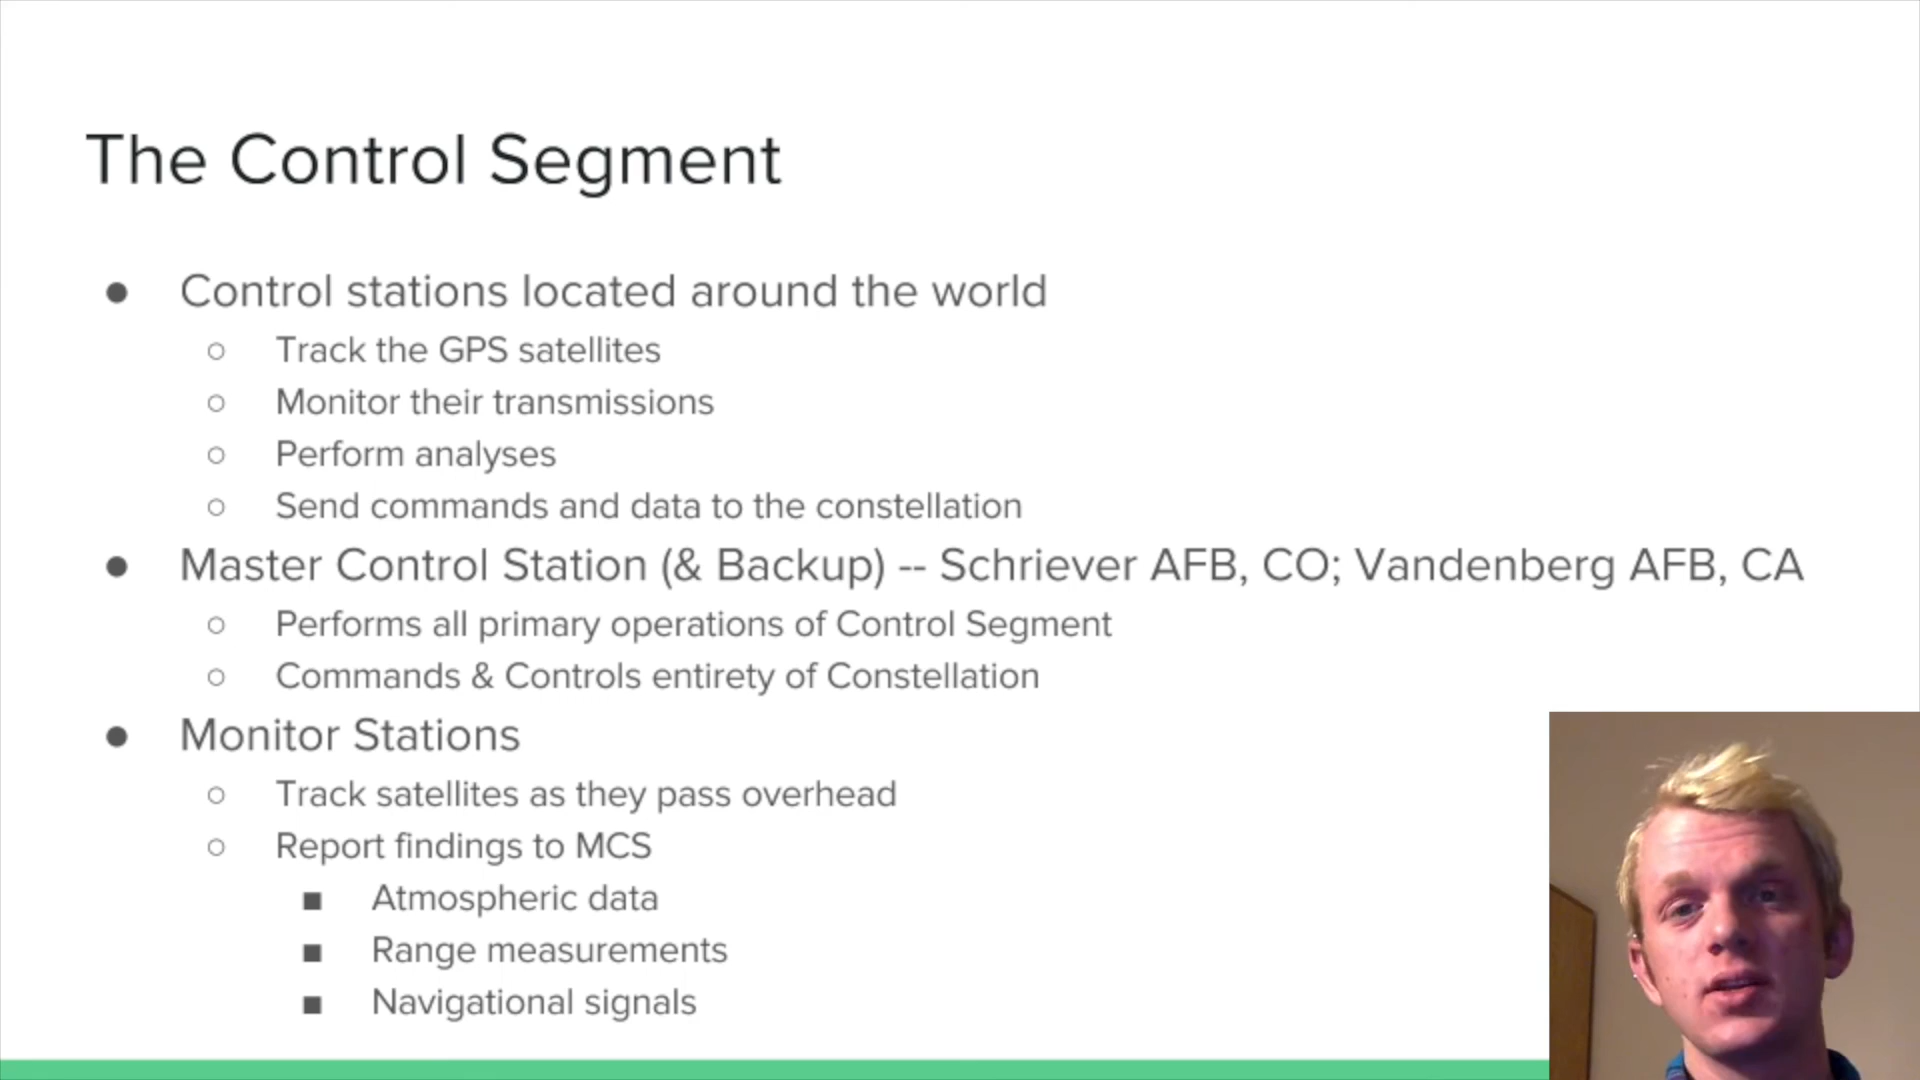 The Control Segment
● Control stations located around the world
○ Track the GPS satellites
○ Monitor their transmissions
○ Perform analyses
○ Send commands and data to the constellation
● Master Control Station (& Backup) -- Schriever AFB, CO; Vandenberg AFB, CA
○ Performs all primary operations of Control Segment
○ Commands & Controls entirety of Constellation
● Monitor Stations
○ Track satellites as they pass overhead
○ Report findings to MCS
■ Atmospheric data
■ Range measurements
■ Navigational signals